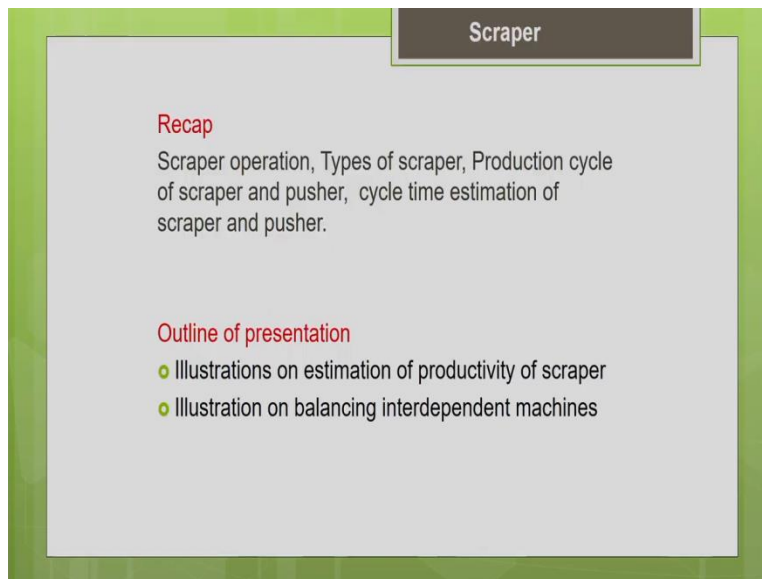 Scraper
Recap
Scraper operation, Types of scraper, Production cycle
of scraper and pusher, cycle time estimation of
scraper and pusher.
Outline of presentation
Illustrations on estimation of productivity of scraper
Illustration on balancing interdependent machines